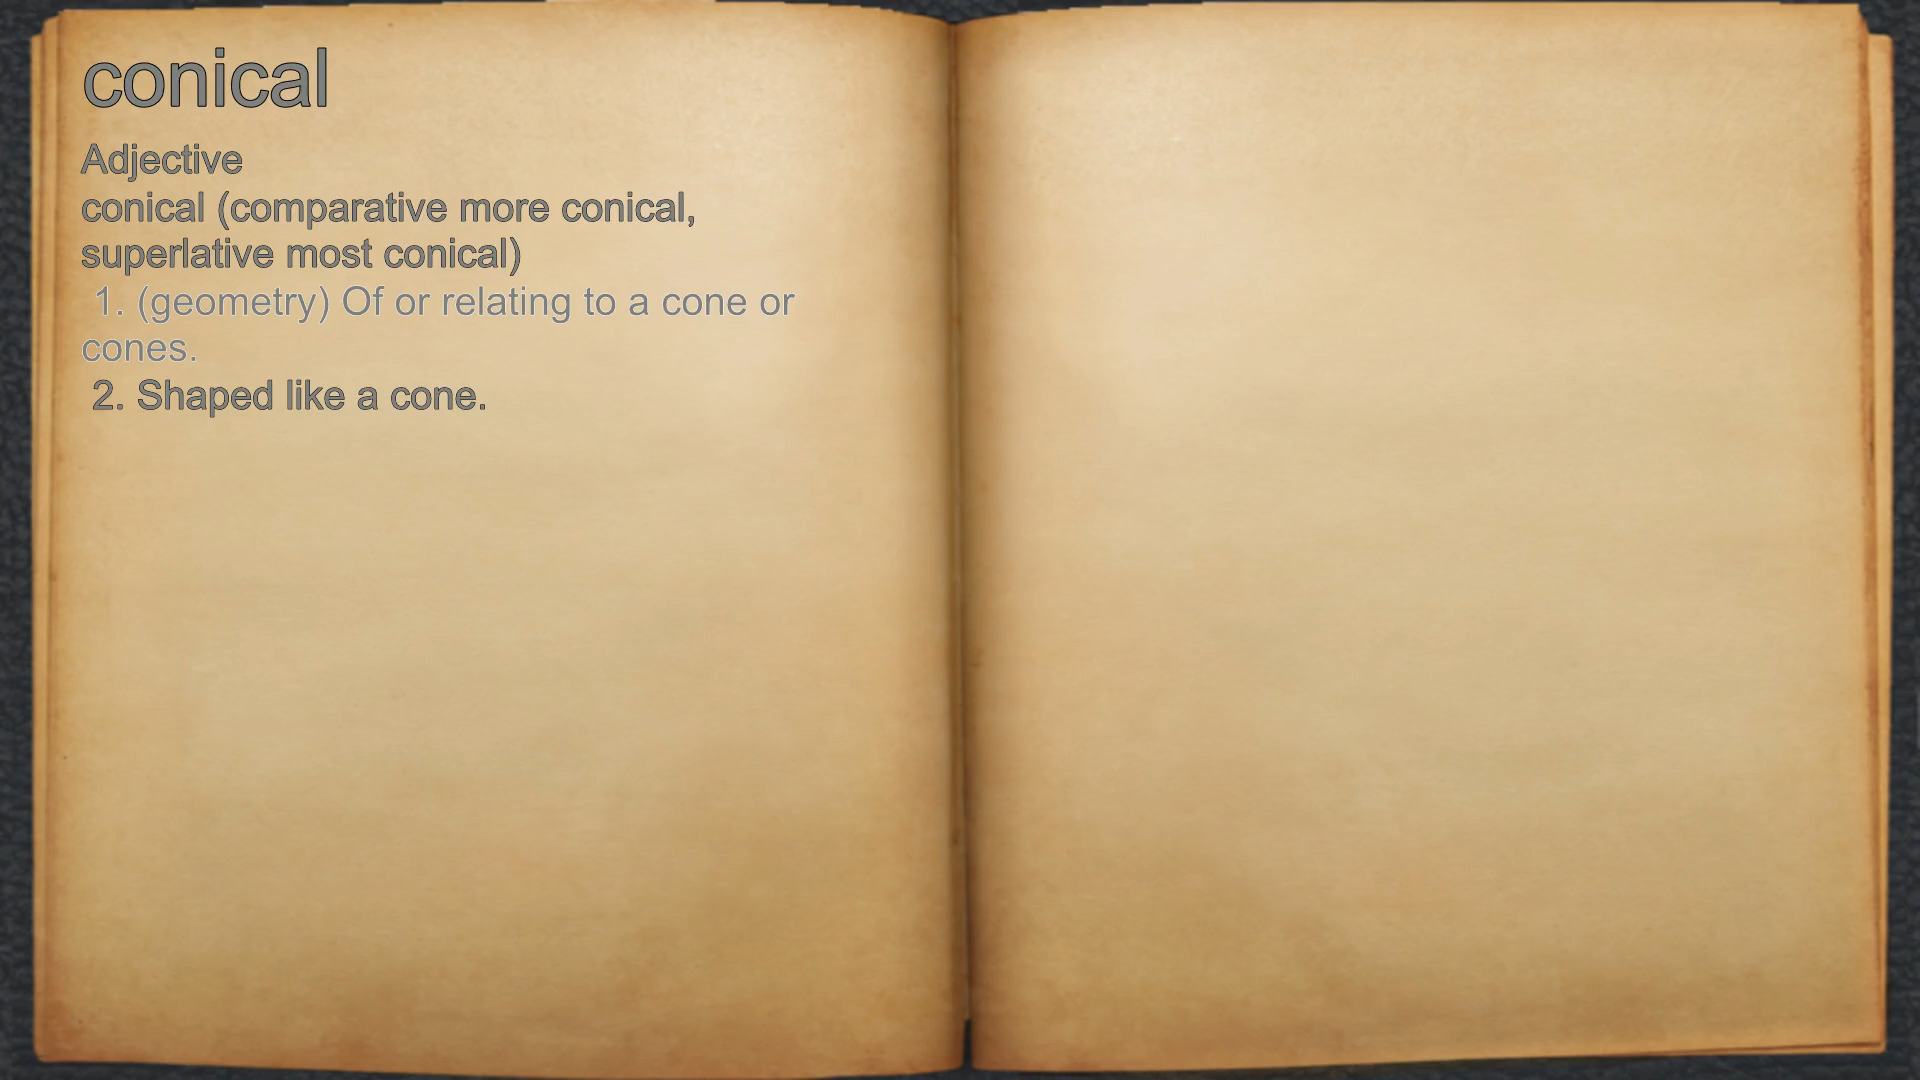 conical
Adjective
conical (comparative more conical,
superlative most conical)
1. (geometry) Of or relating to a cone or
cones.
2. Shaped like a cone.